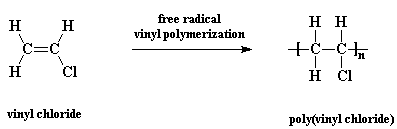 H H
C=C
H Cl
vinyl chloride
free radical
vinyl polymerization
H H
[C-C]n
H Cl
poly(vinyl chloride)